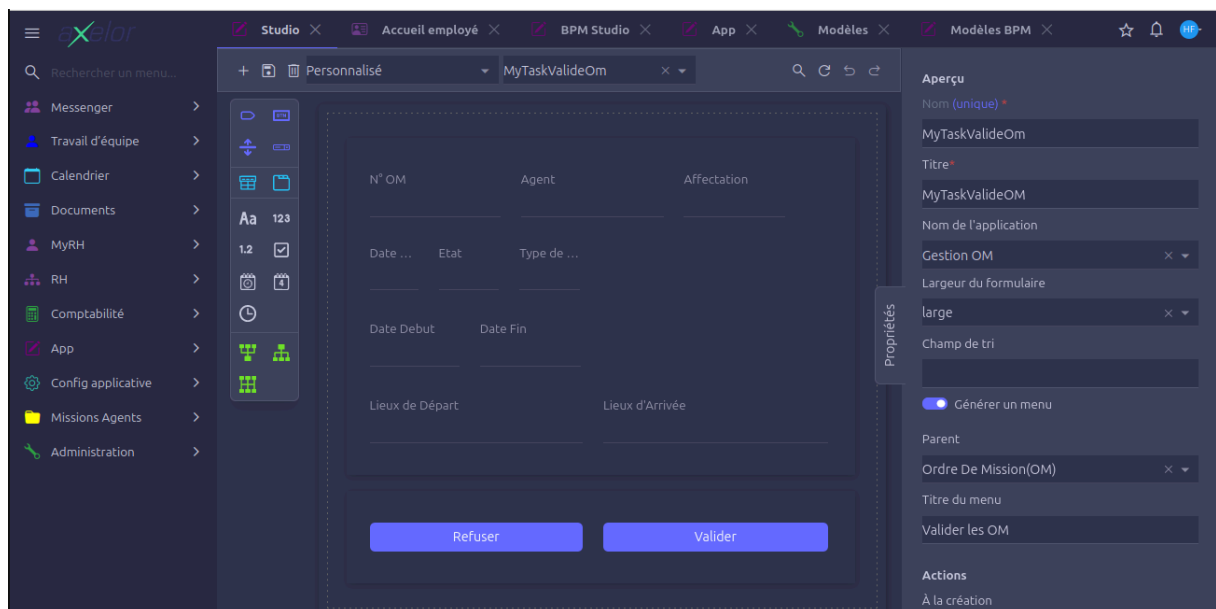 axelor
Studio
Accueil employé
BPM Studio
App
Modèles
Modèles BPM
HF
Rechercher un menu...
Messenger
Travail d'équipe
Calendrier
Documents
MyRH
RH
Comptabilité
App
Config applicative
Missions Agents
Administration
Personnalisé
MyTaskValideOm
Aa
123
1.2
4
N° OM
Agent
Affectation
Date ...
Etat
Type de ...
Date Debut
Date Fin
Lieux de Départ
Lieux d'Arrivée
Refuser
Valider
Propriétés
Aperçu
Nom (unique) *
MyTaskValideOm
Titre*
MyTaskValideOM
Nom de l'application
Gestion OM
Largeur du formulaire
large
Champ de tri
Générer un menu
Parent
Ordre De Mission(OM)
Titre du menu
Valider les OM
Actions
À la création